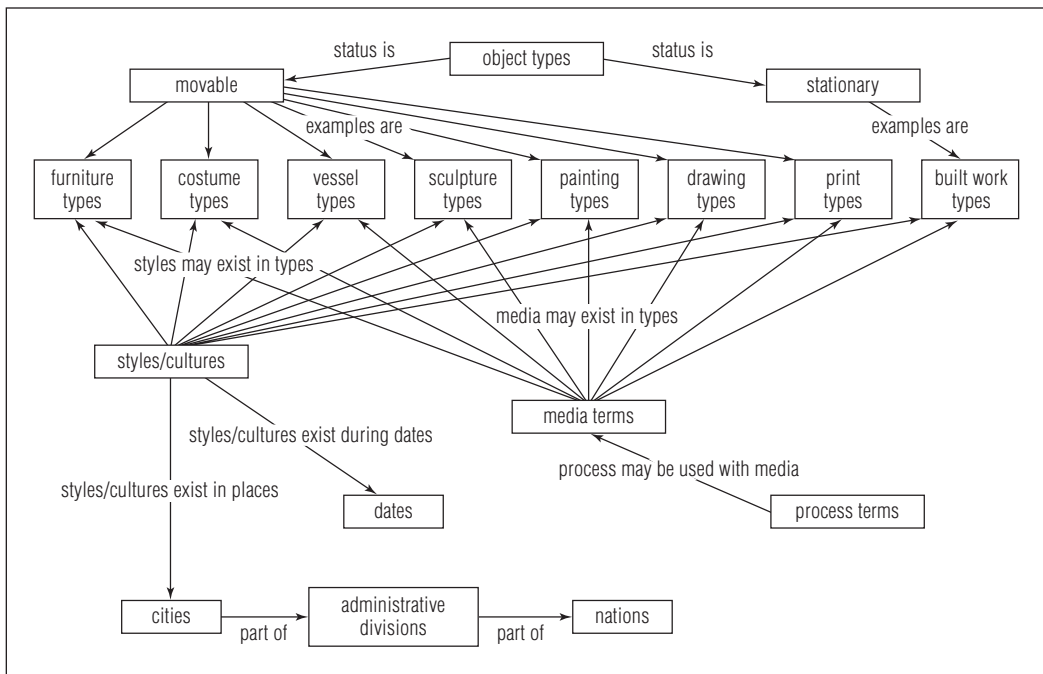 status is
object types
status is
movable
stationary
examples are
examples are
furniture
types
costume
types
vessel
types
sculpture
types
painting
types
drawing
types
print
types
built work
types
styles may exist in types
media may exist in types
styles/cultures
media terms
styles/cultures exist during dates
process may be used with media
styles/cultures exist in places
dates
process terms
cities
part of
administrative
divisions
part of
nations